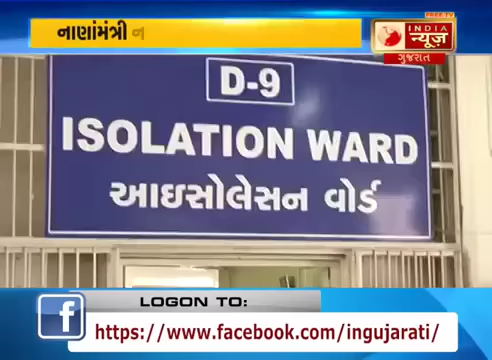 નાણાંમંત્રી ન
FREE TV
INDIA
ન્યૂઝ
ગુજરાત
D-9
ISOLATION WARD
આઇસોલેસન વોર્ડ
LOGON TO:
f
https://www.facebook.com/ingujarati/